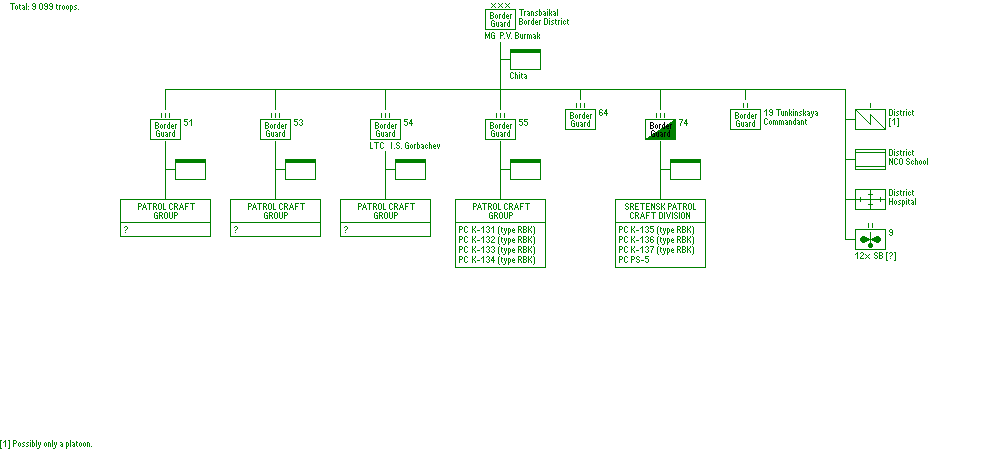 Total: 9 099 troops.
XXX
Border
Guard
Transbaikal
Border District
MG P.V. Burmak
Chita
III
Border
Guard
51
III
Border
Guard
53
III
Border
Guard
54
LTC I.S. Gorbachev
III
Border
Guard
55
III
Border
Guard
64
III
Border
Guard
74
II
Border
Guard
19 Tunkinskaya
Commandant
I
District
[1]
District
NCO School
District
Hospital
II
9
12x SB [?]
PATROL CRAFT
GROUP
?
PATROL CRAFT
GROUP
?
PATROL CRAFT
GROUP
?
PATROL CRAFT
GROUP
PC K-131 (type RBK)
PC K-132 (type RBK)
PC K-133 (type RBK)
PC K-134 (type RBK)
SRETENSK PATROL
CRAFT DIVISION
PC K-135 (type RBK)
PC K-136 (type RBK)
PC K-137 (type RBK)
PC PS-5
[1] Possibly only a platoon.